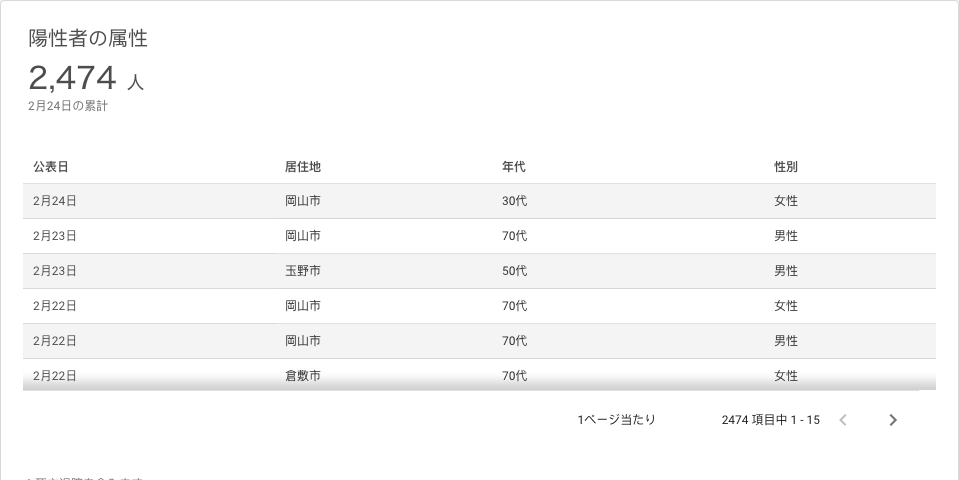 陽性者の属性
2,474 人
2月24日の累計
公表日 居住地 年代 性別
2月24日 岡山市 30代 女性
2月23日 岡山市 70代 男性
2月23日 玉野市 50代 男性
2月22日 岡山市 70代 女性
2月22日 岡山市 70代 男性
2月22日 倉敷市 70代 女性
1ページ当たり 2474 項目中 1 - 15